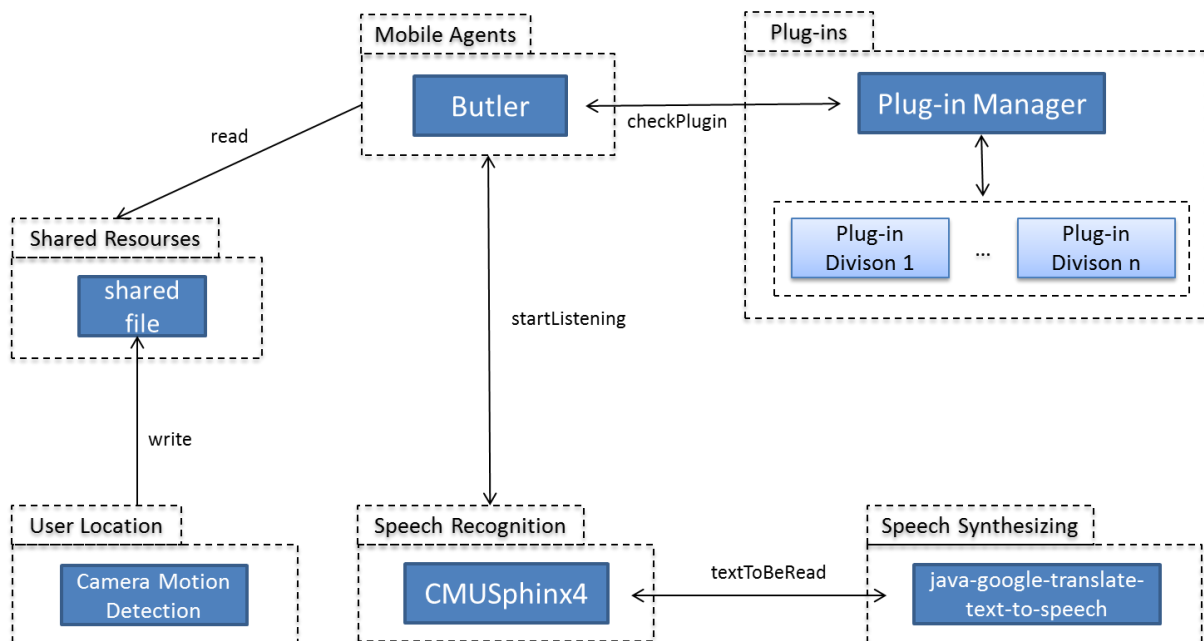 Mobile Agents
Butler
Plug-ins
Plug-in Manager
checkPlugin
read
Plug-in
Divison 1
...
Plug-in
Divison n
Shared Resourses
shared
file
startListening
write
User Location
Camera Motion
Detection
Speech Recognition
CMUSphinx4
textToBeRead
Speech Synthesizing
java-google-translate-
text-to-speech